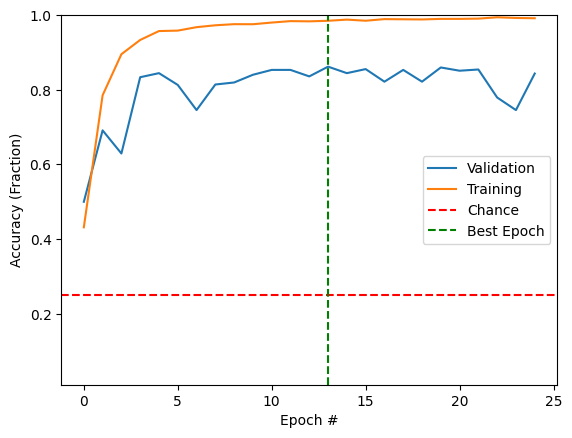 1.0
0.8
0.6
0.4
0.2
Accuracy (Fraction)
Validation
Training
Chance
Best Epoch
0 5 10 15 20 25
Epoch #